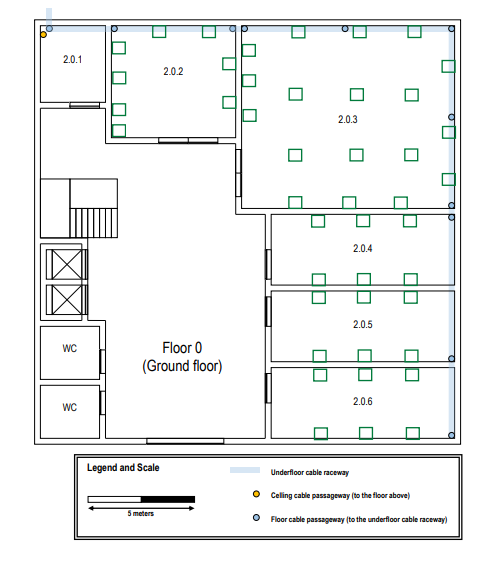 2.0.1
2.0.2
2.0.3
2.0.4
2.0.5
2.0.6
WC
WC
Floor 0
(Ground floor)
Legend and Scale
5 meters
Underfloor cable raceway
Celling cable passageway (to the floor above)
Floor cable passageway (to the underfloor cable raceway)